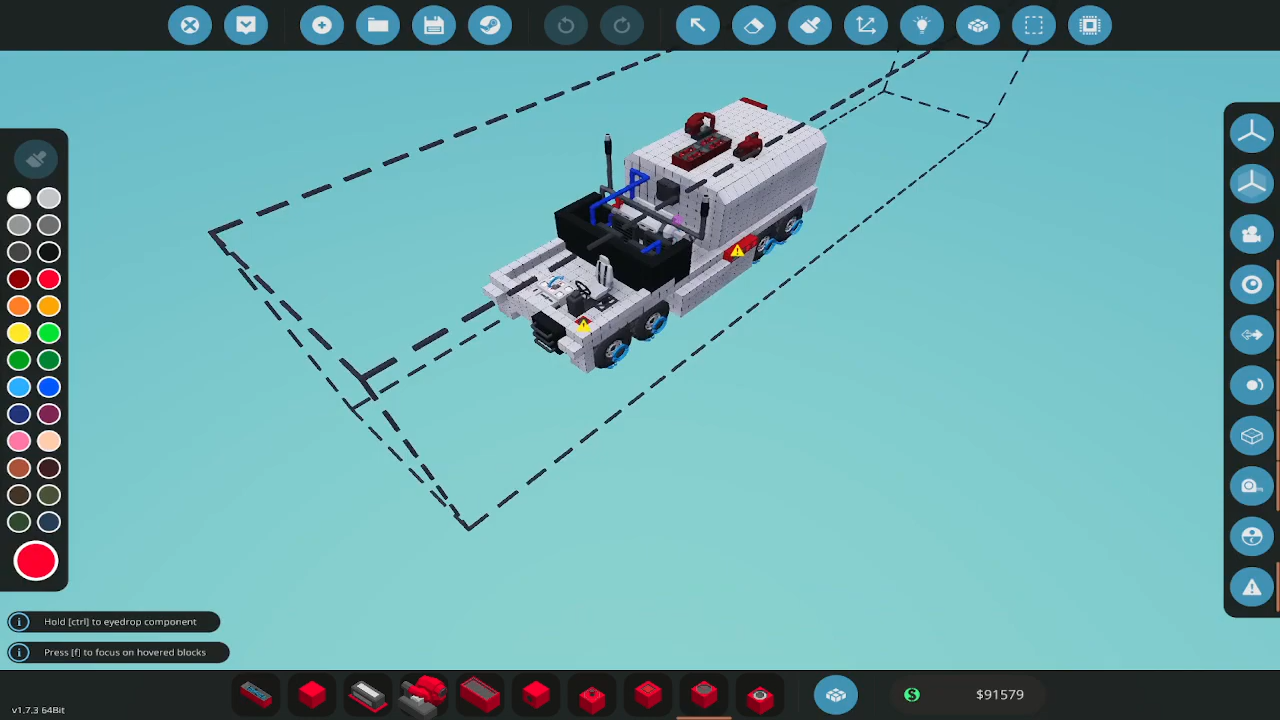 Hold [ctrl] to eyedrop component
Press [f] to focus on hovered blocks
$ $91579
v1.7.3 64Bit